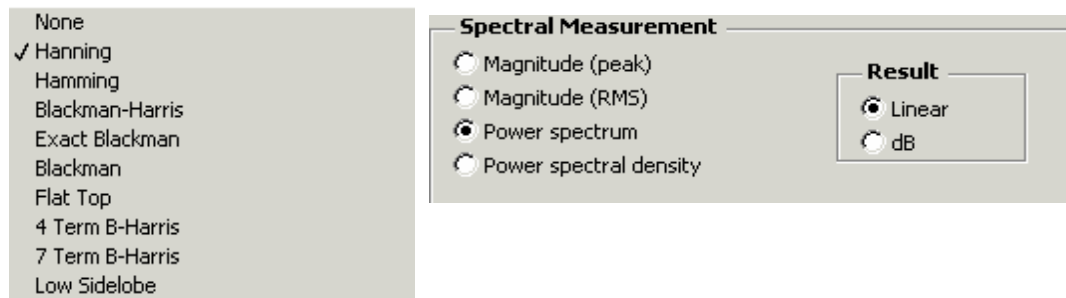 None
Hanning
Hamming
Blackman-Harris
Exact Blackman
Blackman
Flat Top
4 Term B-Harris
7 Term B-Harris
Low Sidelobe
Spectral Measurement
Magnitude (peak)
Magnitude (RMS)
Power spectrum
Power spectral density
Result
Linear
dB